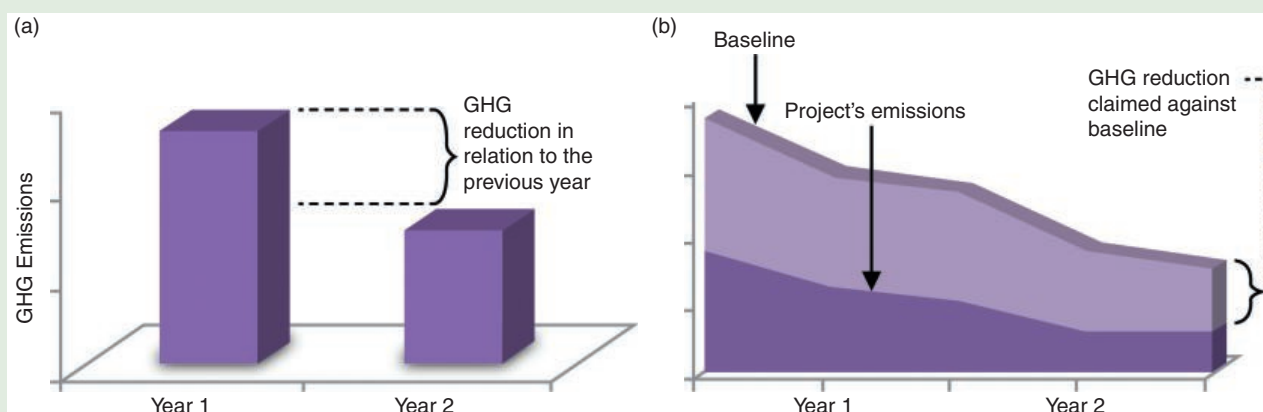 (a)
GHG
reduction in
relation to the
previous year
GHG Emissions
Year 1
Year 2
(b)
Baseline
Project’s emissions
GHG reduction
claimed against
baseline
Year 1
Year 2